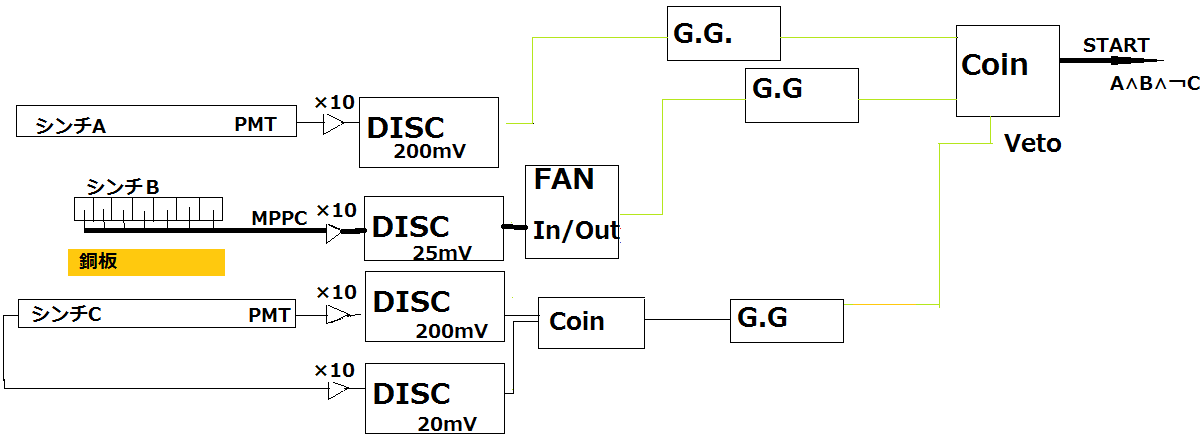 G.G.
START
Coin
A∧B∧¬C
G.G
×10
シンチA
PMT
DISC
200mV
Veto
FAN
In/Out
シンチB
MPPC
×10
DISC
25mV
銅板
×10
シンチC
PMT
DISC
200mV
Coin
G.G
×10
DISC
20mV